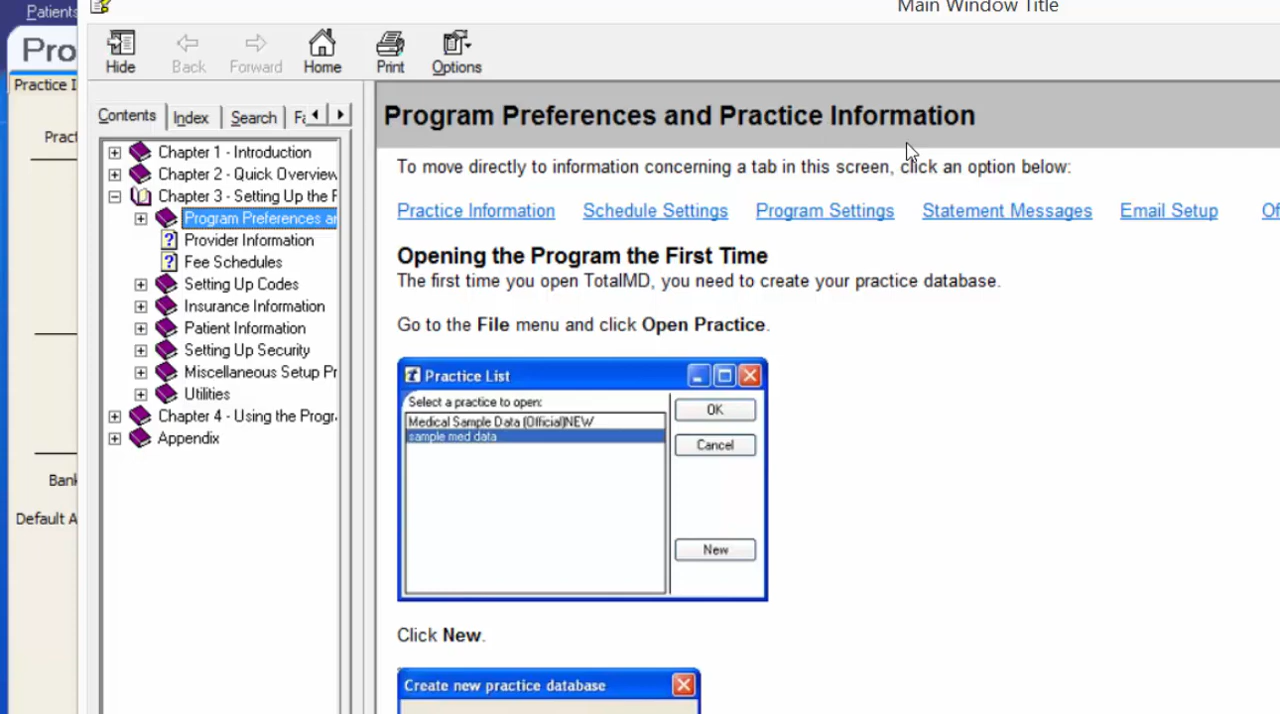 Patients
Main Window Title
Pro
Practice I
Pract
Bank
Default A
Hide
Back
Forward
Home
Print
Options
Contents
Index
Search
Fa
Chapter 1 - Introduction
Chapter 2 - Quick Overview
Chapter 3 - Setting Up the P
Program Preferences an
Provider Information
Fee Schedules
Setting Up Codes
Insurance Information
Patient Information
Setting Up Security
Miscellaneous Setup Pr
Utilities
Chapter 4 - Using the Progr
Appendix
Program Preferences and Practice Information
To move directly to information concerning a tab in this screen, click an option below:
Practice Information Schedule Settings Program Settings Statement Messages Email Setup Of
Opening the Program the First Time
The first time you open TotalMD, you need to create your practice database.
Go to the File menu and click Open Practice.
Practice List
Select a practice to open:
Medical Sample Data (Official)NEW
sample med data
OK
Cancel
New
Click New.
Create new practice database